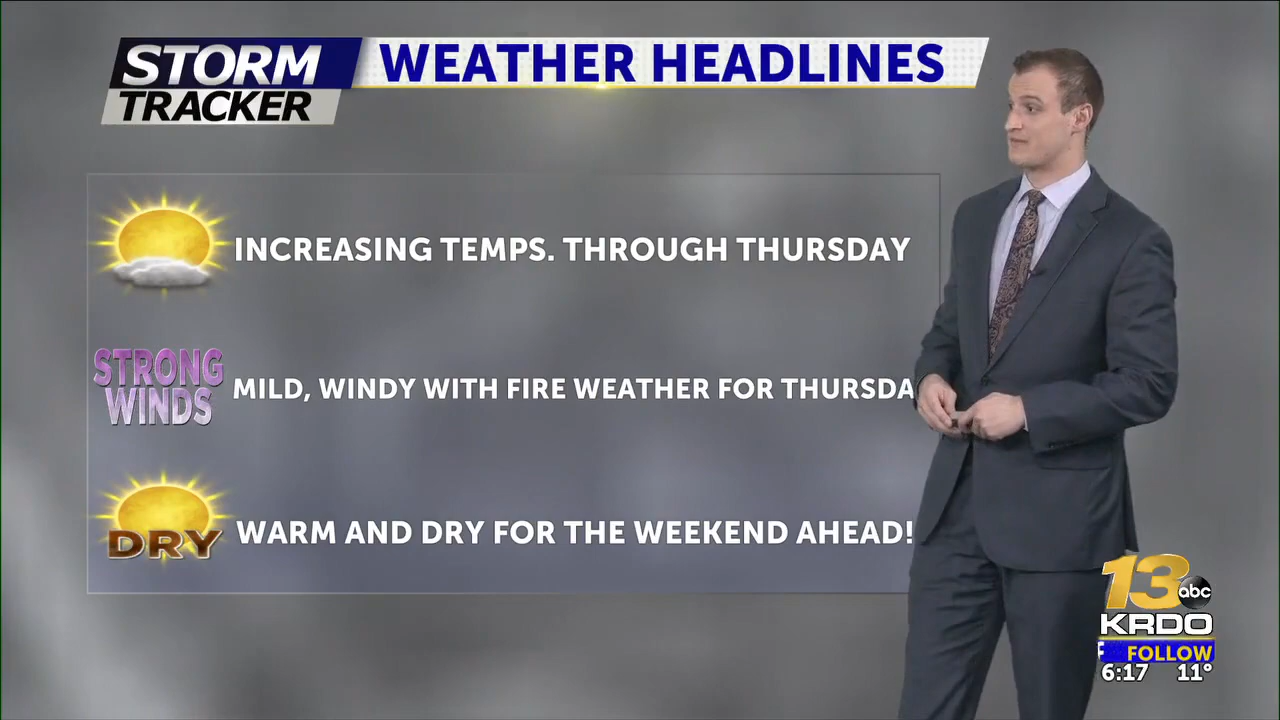 STORM
TRACKER
WEATHER HEADLINES
INCREASING TEMPS. THROUGH THURSDAY
STRONG
WINDS
MILD, WINDY WITH FIRE WEATHER FOR THURSDA
DRY
WARM AND DRY FOR THE WEEKEND AHEAD!
13
abc
KRDO
FOLLOW
6:17 11°